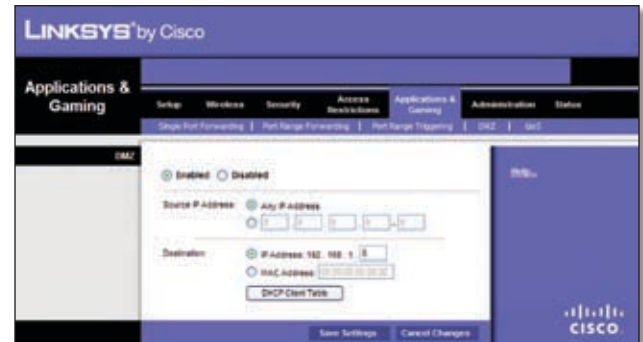 LINKSYS® by Cisco
Applications & Gaming
Setup Wireless Security Access Restrictions Applications & Gaming Administration Status
Single Port Forwarding | Port Range Forwarding | Port Range Triggering | DMZ | QoS
DMZ
Enabled Disabled
Help...
Source IP Address: Any IP Address
Destination: IP Address: 192 . 168 . 1 .
MAC Address:
DHCP Client Table
Save Settings Cancel Changes
CISCO